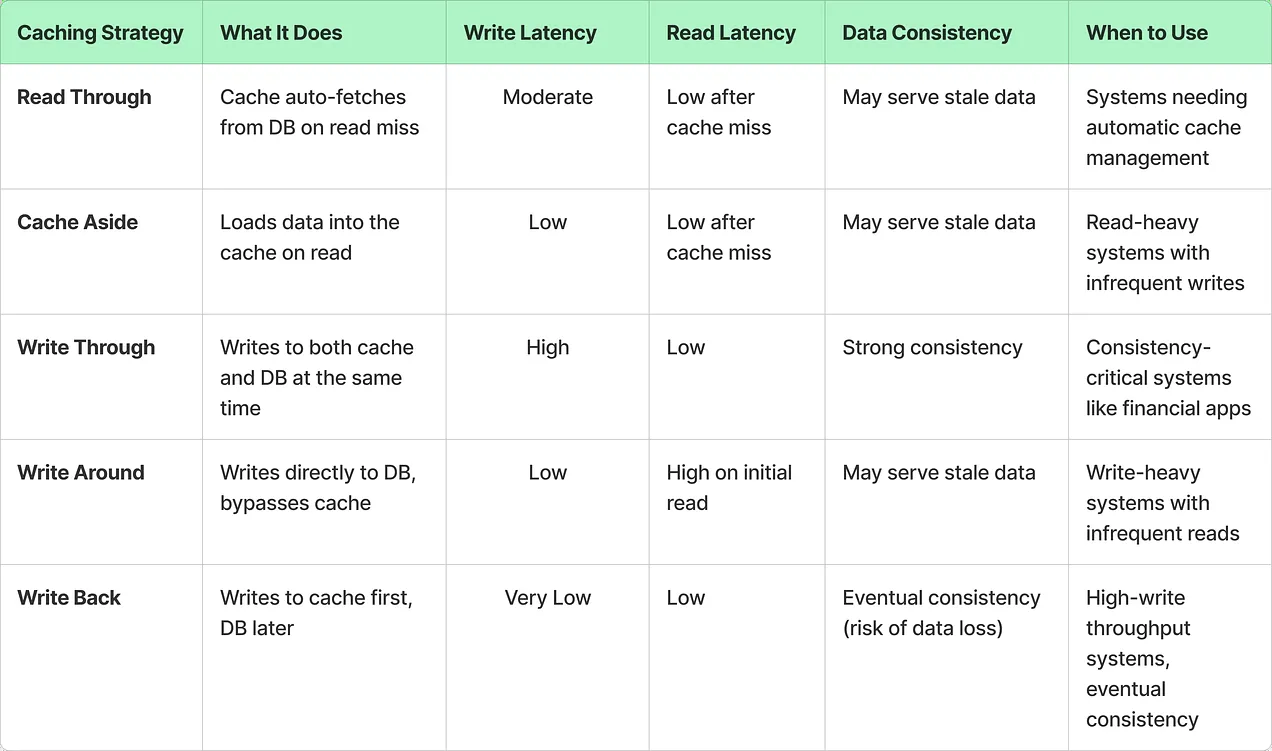 Caching Strategy What It Does Write Latency Read Latency Data Consistency When to Use
Read Through
Cache auto-fetches
from DB on read miss
Moderate
Low after
cache miss
May serve stale data
Systems needing
automatic cache
management
Cache Aside
Loads data into the
cache on read
Low
Low after
cache miss
May serve stale data
Read-heavy
systems with
infrequent writes
Write Through
Writes to both cache
and DB at the same
time
High
Low
Strong consistency
Consistency-
critical systems
like financial apps
Write Around
Writes directly to DB,
bypasses cache
Low
High on initial
read
May serve stale data
Write-heavy
systems with
infrequent reads
Write Back
Writes to cache first,
DB later
Very Low
Low
Eventual consistency
(risk of data loss)
High-write
throughput
systems,
eventual
consistency